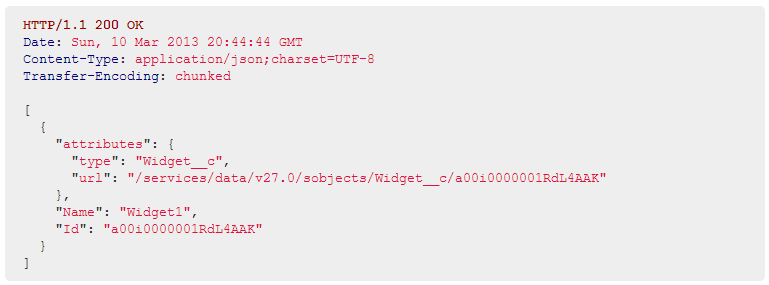 HTTP/1.1 200 OK
Date: Sun, 10 Mar 2013 20:44:44 GMT
Content-Type: application/json;charset=UTF-8
Transfer-Encoding: chunked

[
  {
    "attributes": {
      "type": "Widget__c",
      "url": "/services/data/v27.0/sobjects/Widget__c/a00i0000001RdL4AAK"
    },
    "Name": "Widget1",
    "Id": "a00i0000001RdL4AAK"
  }
]